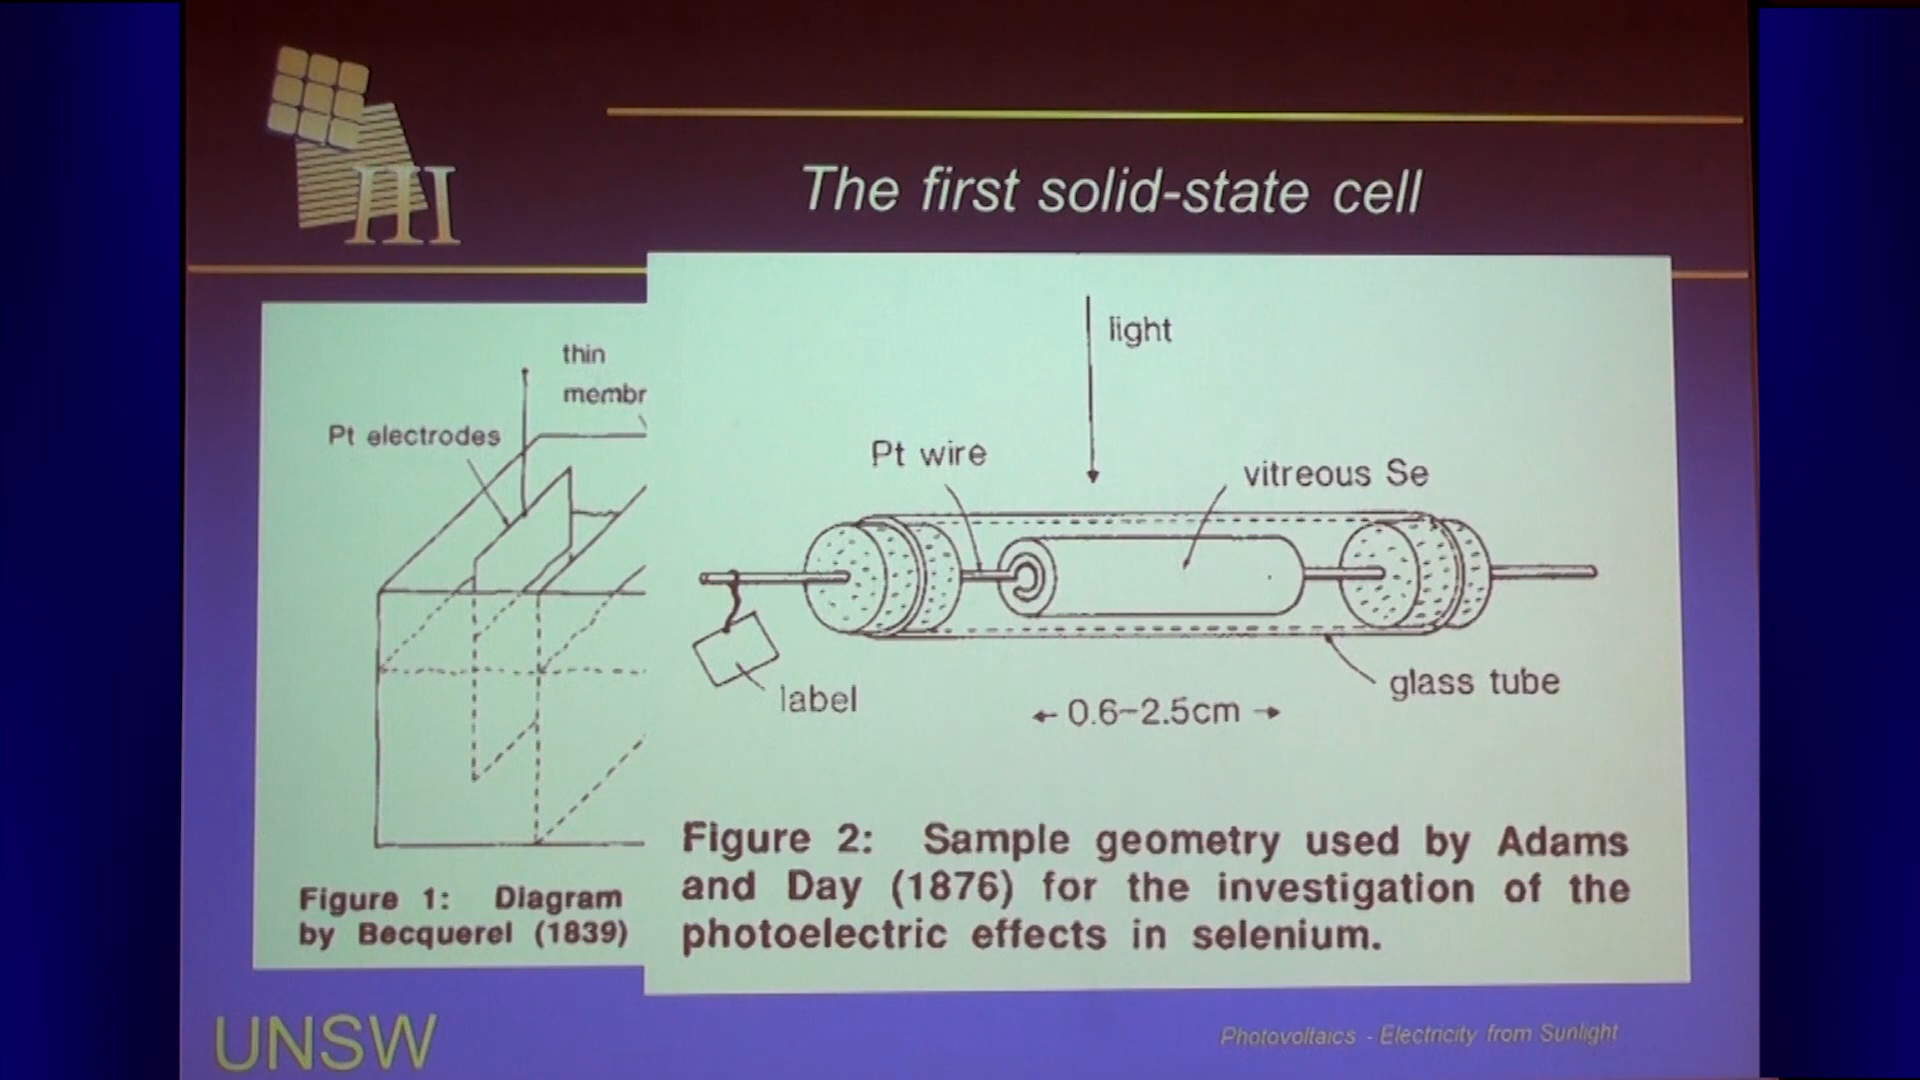 III
The first solid-state cell
thin
membr
Pt electrodes
Figure 1: Diagram
by Becquerel (1839)
light
Pt wire
vitreous Se
label
glass tube
← 0.6-2.5cm →
Figure 2: Sample geometry used by Adams
and Day (1876) for the investigation of the
photoelectric effects in selenium.
UNSW
Photovoltaics - Electricity from Sunlight